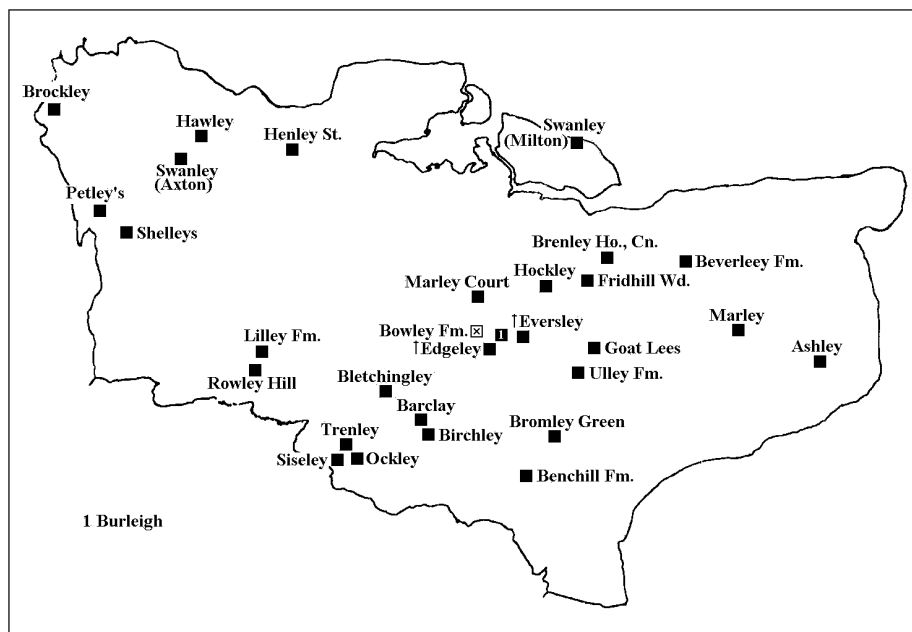 Brockley
Hawley
Henley St.
Swanley
(Milton)
Swanley
(Axton)
Petley's
Shelleys
Brenley Ho., Cn.
Beverleey Fm.
Hockley
Fridhill Wd.
Marley Court
Marley
Bowley Fm.
1
↑Eversley
↑Edgeley
Goat Lees
Ashley
Lilley Fm.
Rowley Hill
Ulley Fm.
Bletchingley
Barclay
Birchley
Bromley Green
Trenley
Siseley
Ockley
Benchill Fm.
1 Burleigh